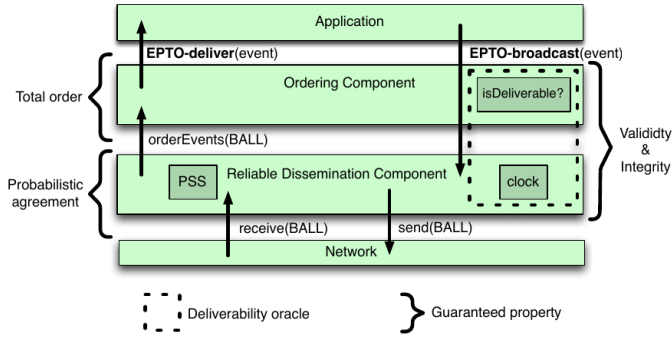 Application
EPTO-deliver(event)
EPTO-broadcast(event)
Total order
Ordering Component
isDeliverable?
orderEvents(BALL)
Validity
&
Integrity
Probabilistic
agreement
PSS
Reliable Dissemination Component
clock
receive(BALL)
send(BALL)
Network
Deliverability oracle
Guaranteed property